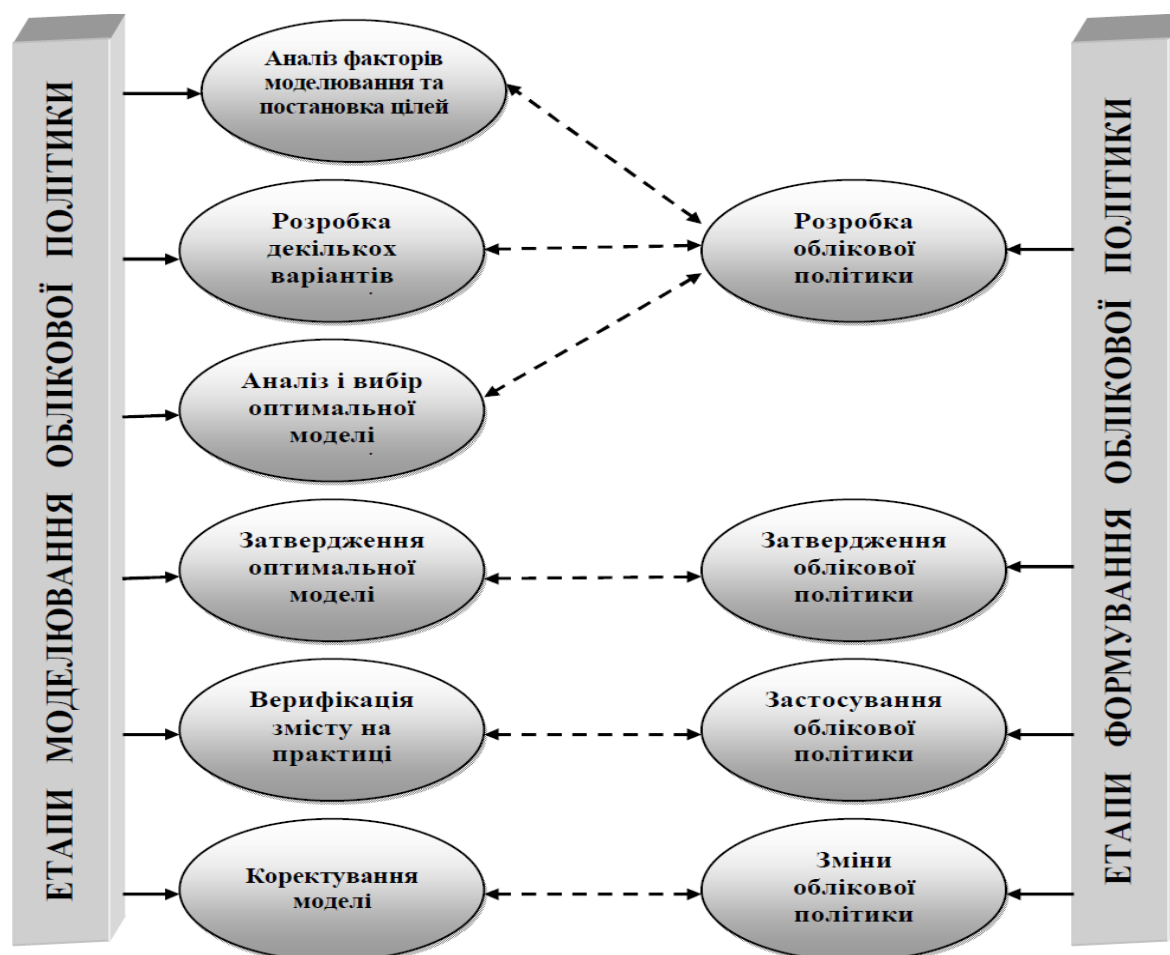 ЕТАПИ МОДЕЛЮВАННЯ ОБЛІКОВОЇ ПОЛІТИКИ
Аналіз факторів
моделювання та
постановка цілей
Розробка
декількох
варіантів
Аналіз і вибір
оптимальної
моделі
Затвердження
оптимальної
моделі
Верифікація
змісту на
практиці
Коректування
моделі
Розробка
облікової
політики
Затвердження
облікової
політики
Застосування
облікової
політики
Зміни
облікової
політики
ЕТАПИ ФОРМУВАННЯ ОБЛІКОВОЇ ПОЛІТИКИ